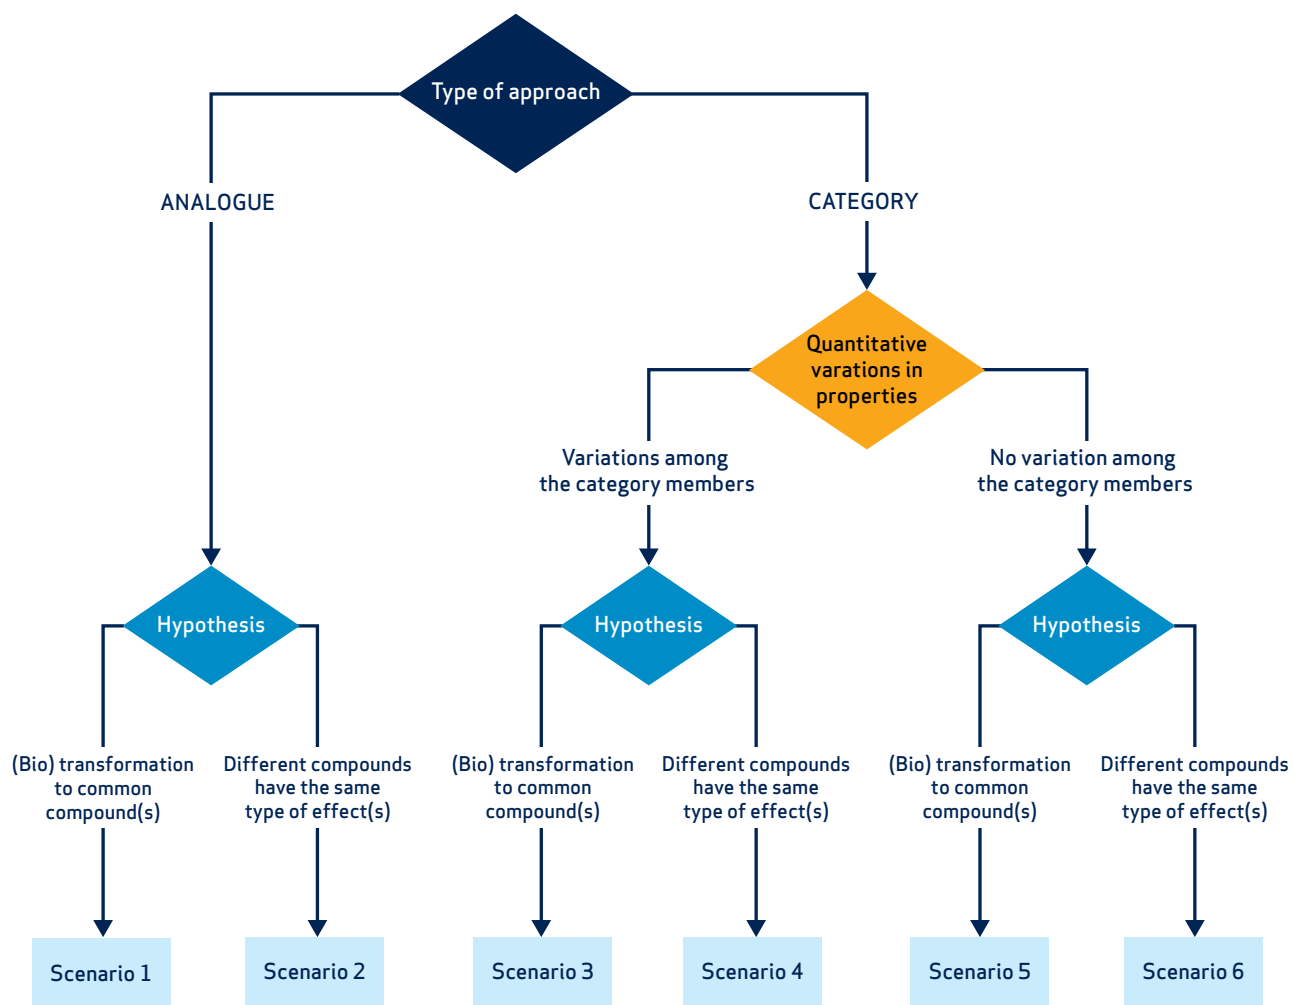 Type of approach
ANALOGUE
CATEGORY
Quantitative
varations in
properties
Variations among
the category members
No variation among
the category members
Hypothesis
Hypothesis
Hypothesis
(Bio) transformation
to common
compound(s)
Different compounds
have the same
type of effect(s)
(Bio) transformation
to common
compound(s)
Different compounds
have the same
type of effect(s)
(Bio) transformation
to common
compound(s)
Different compounds
have the same
type of effect(s)
Scenario 1
Scenario 2
Scenario 3
Scenario 4
Scenario 5
Scenario 6